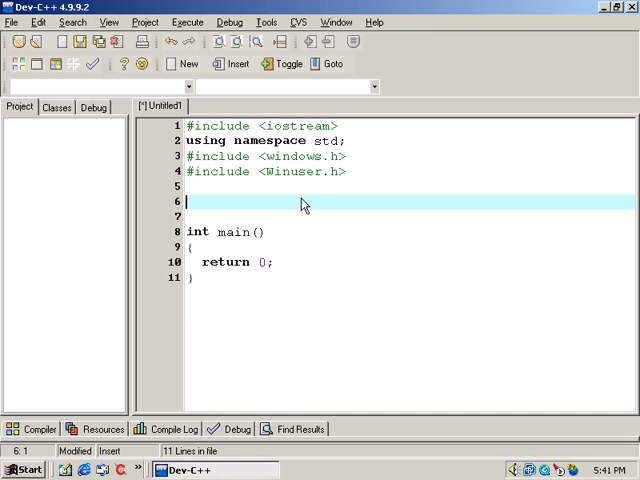 Dev-C++ 4.9.9.2
File Edit Search View Project Execute Debug Tools CVS Window Help
New Insert Toggle Goto
Project Classes Debug
[*] Untitled1
1 #include <iostream>
2 using namespace std;
3 #include <windows.h>
4 #include <Winuser.h>
5
6
7
8 int main()
9 {
10 return 0;
11 }
Compiler Resources Compile Log Debug Find Results
6: 1 Modified Insert 11 Lines in file
Start » Dev-C++ 5:41 PM